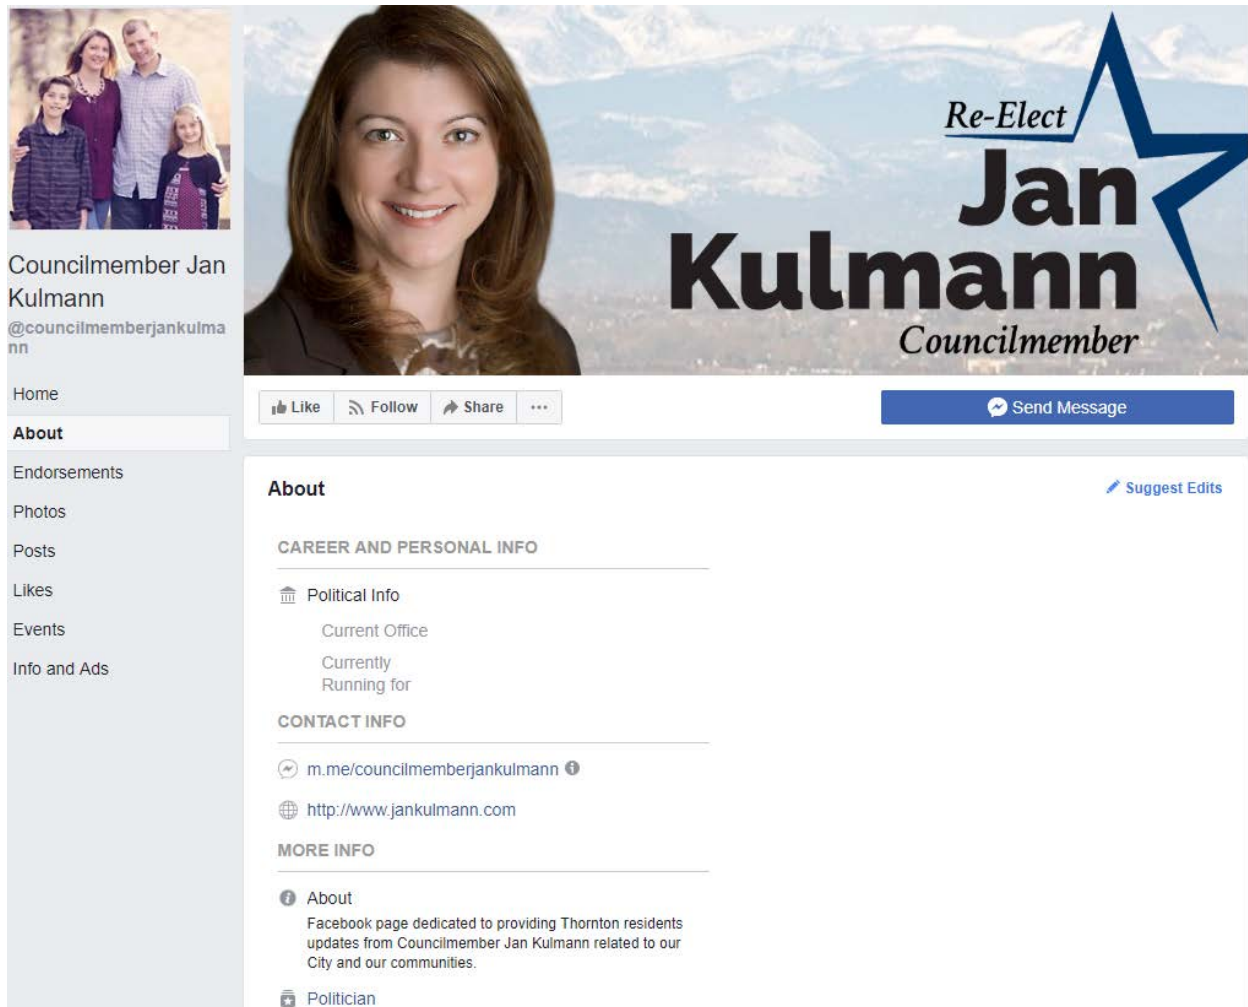 Re-Elect
Jan
Kulmann
Councilmember
Councilmember Jan
Kulmann
@councilmemberjankulma
nn
Home
About
Endorsements
Photos
Posts
Likes
Events
Info and Ads
Like
Follow
Share
...
Send Message
About
Suggest Edits
CAREER AND PERSONAL INFO
Political Info
Current Office
Currently
Running for
CONTACT INFO
m.me/councilmemberjankulmann
http://www.jankulmann.com
MORE INFO
About
Facebook page dedicated to providing Thornton residents
updates from Councilmember Jan Kulmann related to our
City and our communities.
Politician